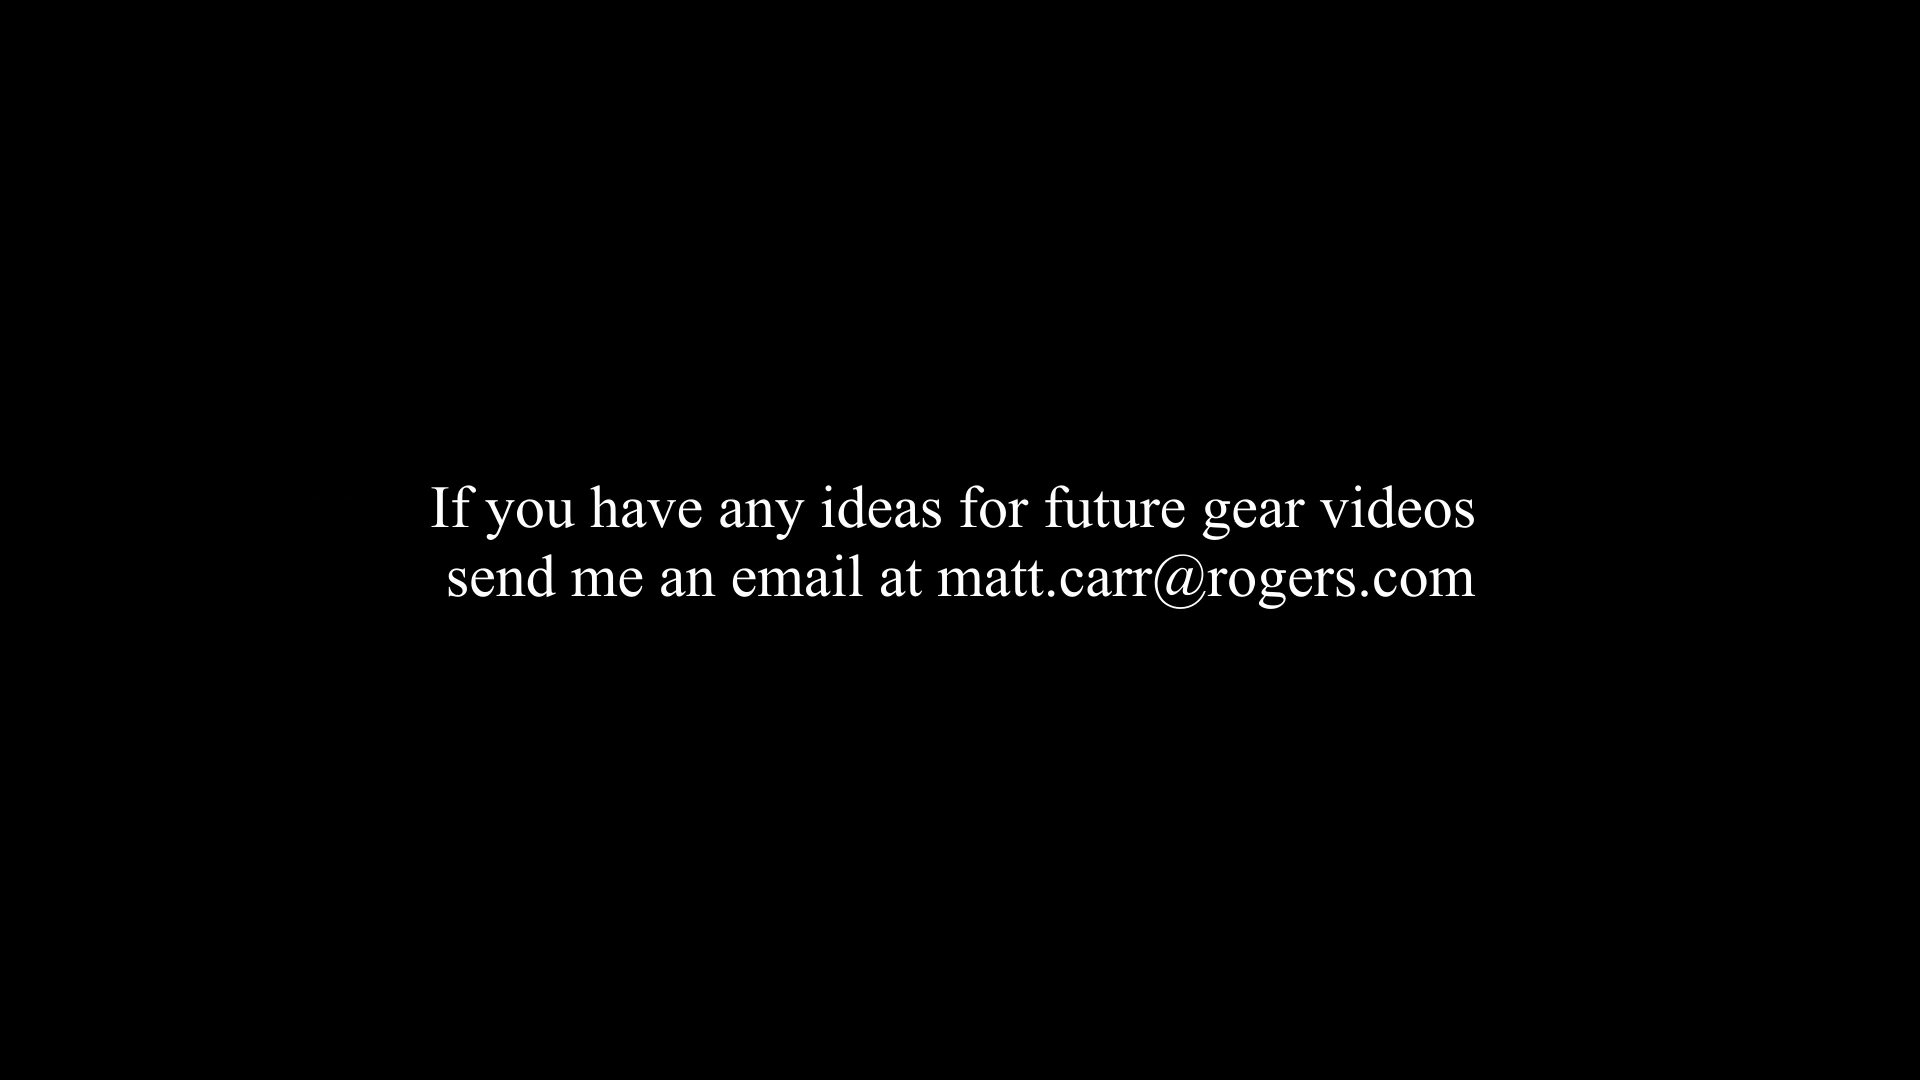 If you have any ideas for future gear videos
send me an email at matt.carr@rogers.com